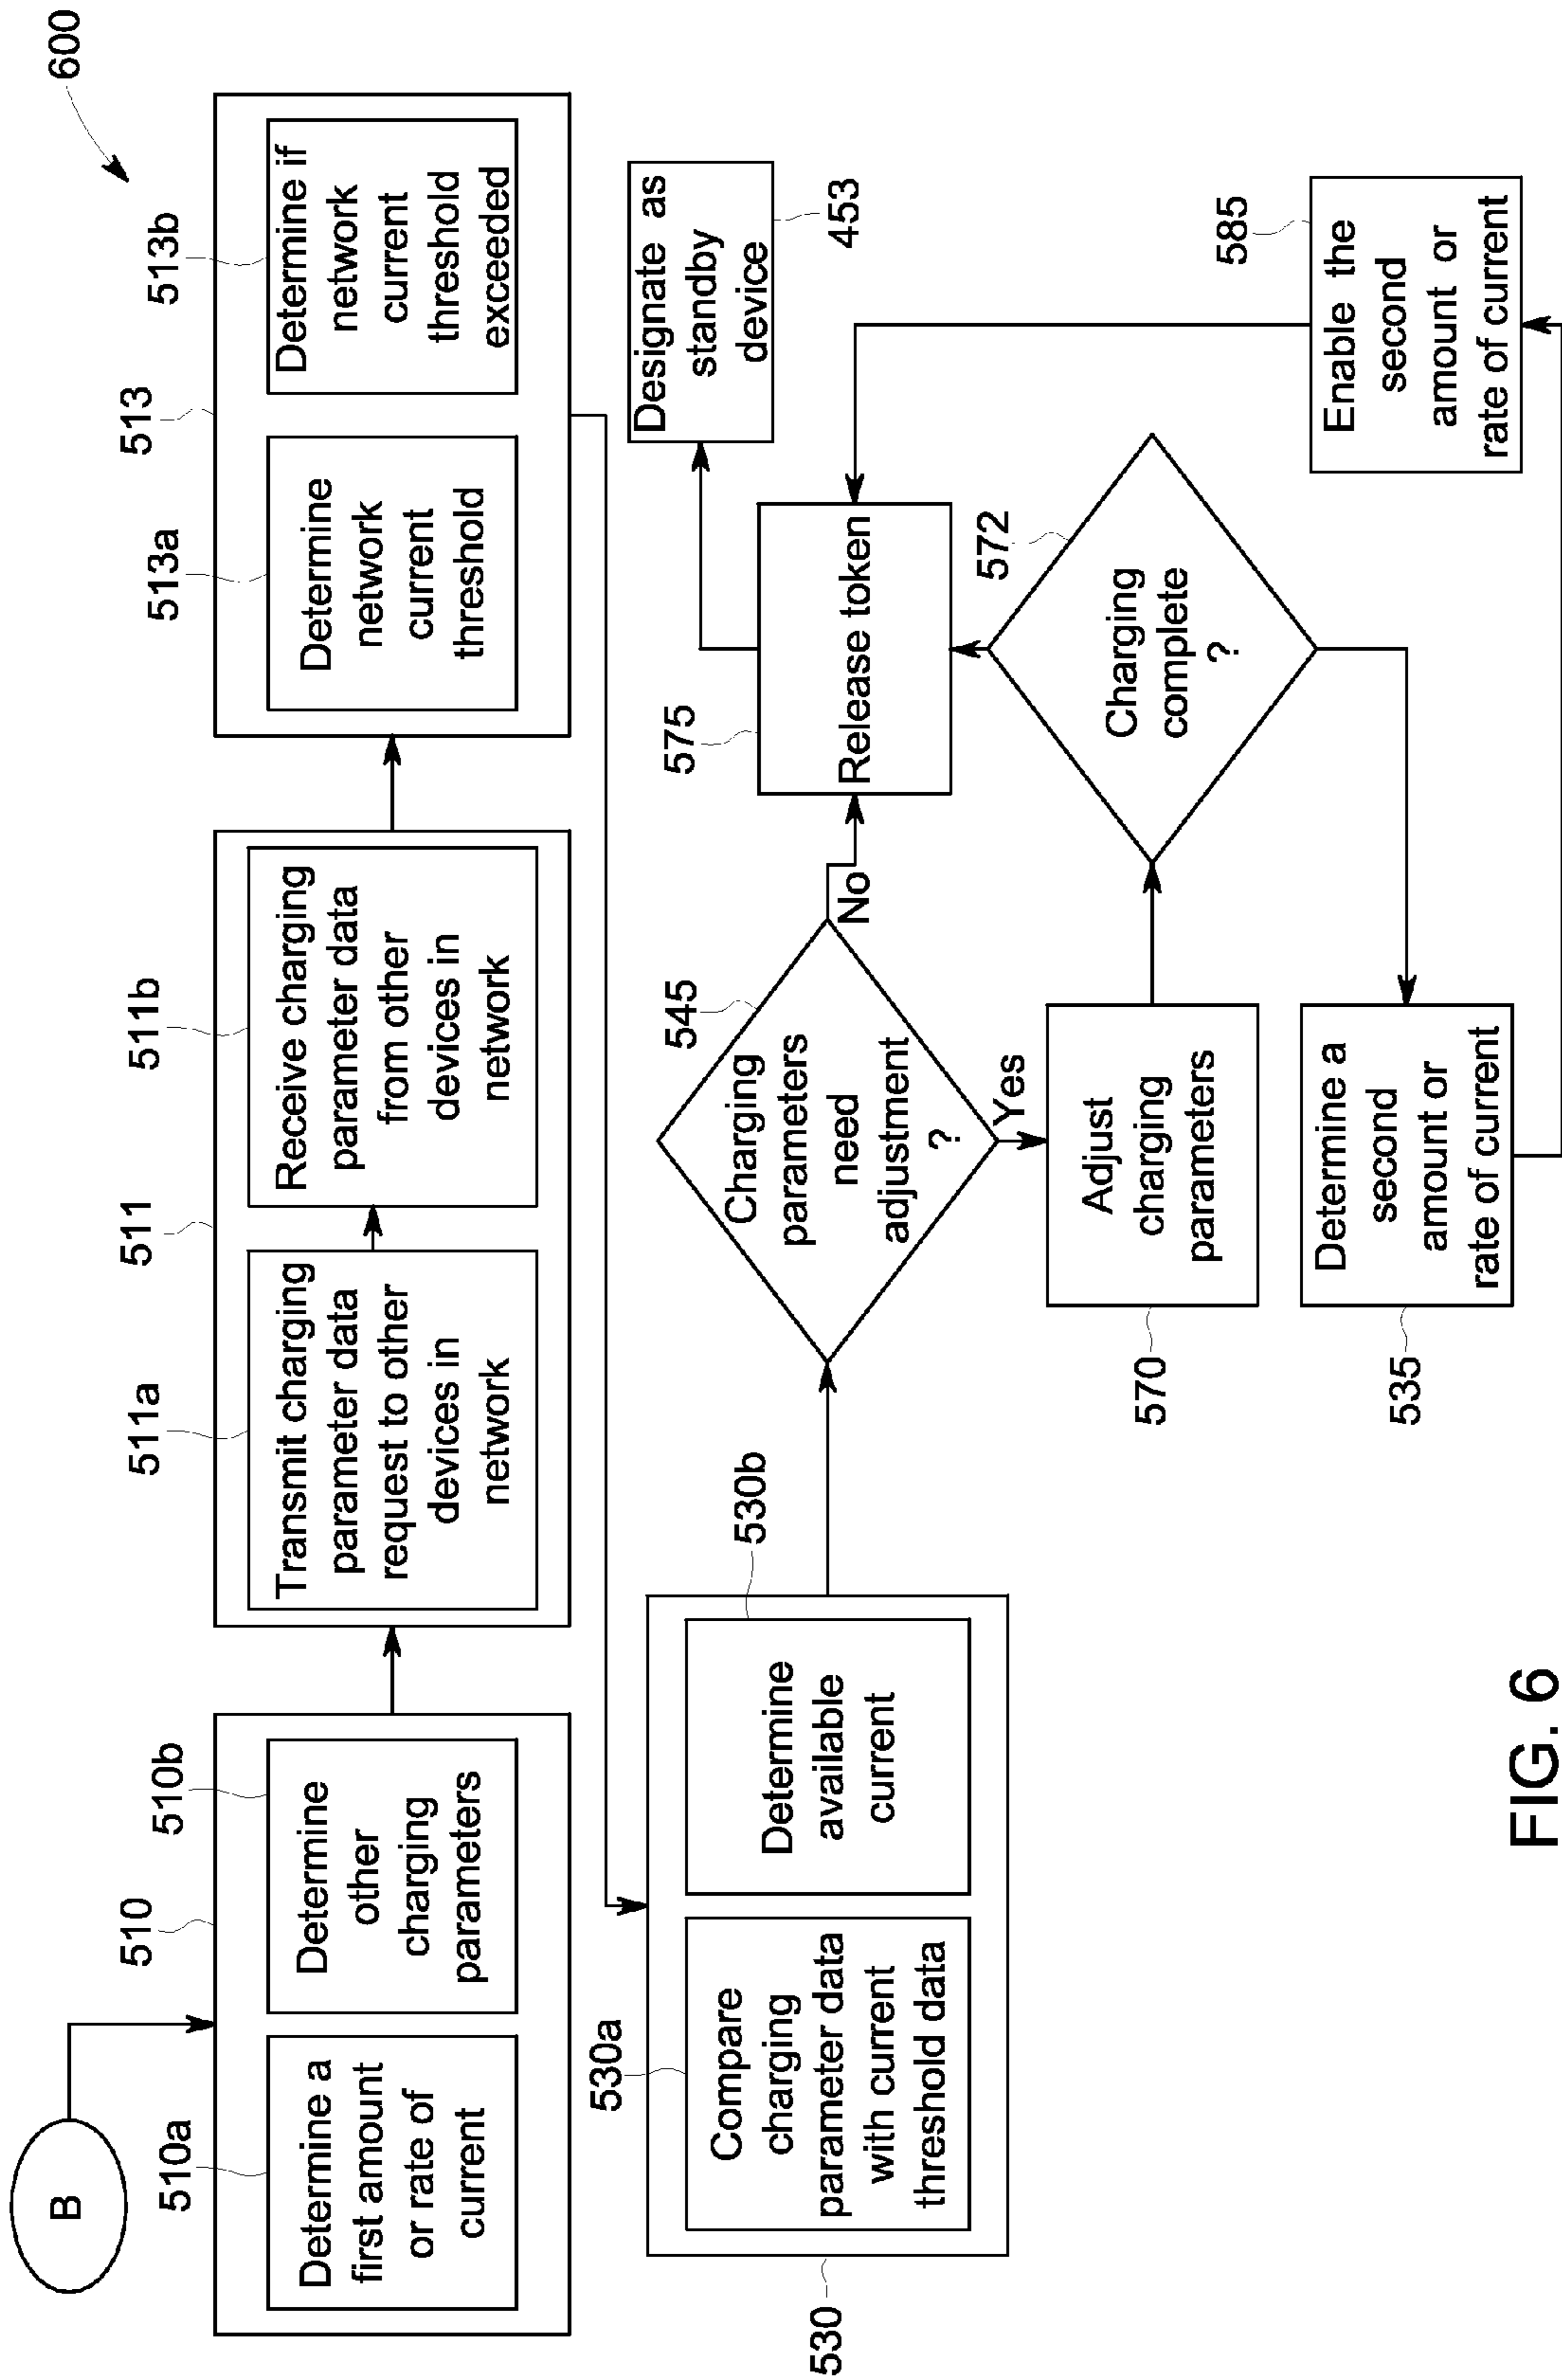 600
B
510a
Determine a
first amount
or rate of
current
510
510b
Determine
other
charging
parameters
511a
Transmit charging
parameter data
request to other
devices in
network
511
511b
Receive charging
parameter data
from other
devices in
network
513a
Determine
network
current
threshold
513
513b
Determine if
network
current
threshold
exceeded
530
530a
Compare
charging
parameter data
with current
threshold data
530b
Determine
available
current
545
Charging
parameters
need
adjustment
?
No
Yes
575
Release token
Designate as
standby
device
453
570
Adjust
charging
parameters
572
Charging
complete
?
535
Determine a
second
amount or
rate of current
585
Enable the
second
amount or
rate of current
FIG. 6